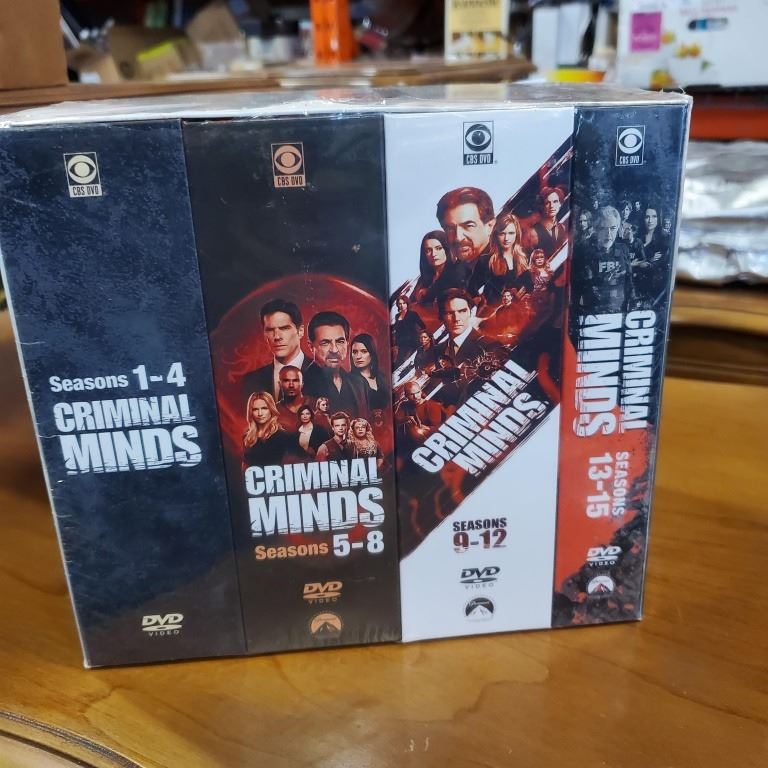 CBS DVD
Seasons 1-4
CRIMINAL
MINDS
DVD
VIDEO
CBS DVD
CRIMINAL
MINDS
Seasons 5-8
DVD
VIDEO
CBS DVD
CRIMINAL
MINDS
SEASONS
9-12
DVD
VIDEO
CBS DVD
FBI
CRIMINAL
MINDS
SEASONS
13-15
DVD
VIDEO